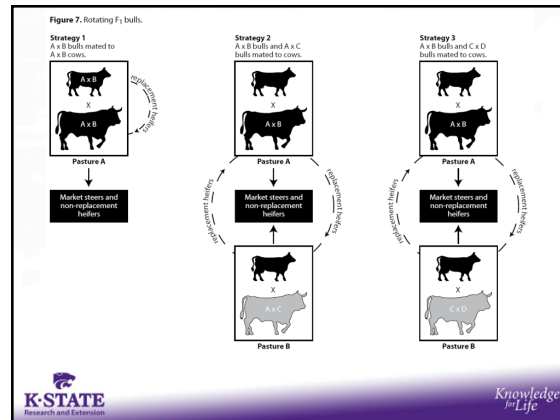 Figure 7. Rotating F1 bulls.
Strategy 1
A x B bulls mated to
A x B cows.
A x B
X
A x B
replacement heifers
Pasture A
Market steers and
non-replacement
heifers
Strategy 2
A x B bulls and A x C
bulls mated to cows.
X
A x B
Pasture A
replacement heifers
replacement heifers
Market steers and
non-replacement
heifers
X
A x C
Pasture B
Strategy 3
A x B bulls and C x D
bulls mated to cows.
X
A x B
Pasture A
replacement heifers
replacement heifers
Market steers and
non-replacement
heifers
X
C x D
Pasture B
K-STATE
Research and Extension
Knowledge
for Life